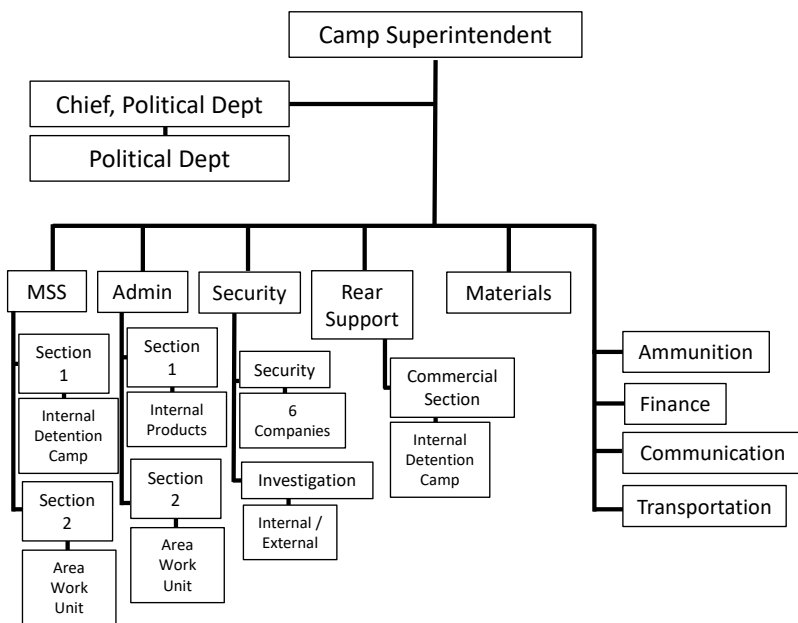 Camp Superintendent
Chief, Political Dept
Political Dept
MSS
Admin
Security
Rear
Support
Materials
Section
1
Internal
Detention
Camp
Section
2
Area
Work
Unit
Section
1
Internal
Products
Section
2
Area
Work
Unit
Security
6
Companies
Investigation
Internal /
External
Commercial
Section
Internal
Detention
Camp
Ammunition
Finance
Communication
Transportation